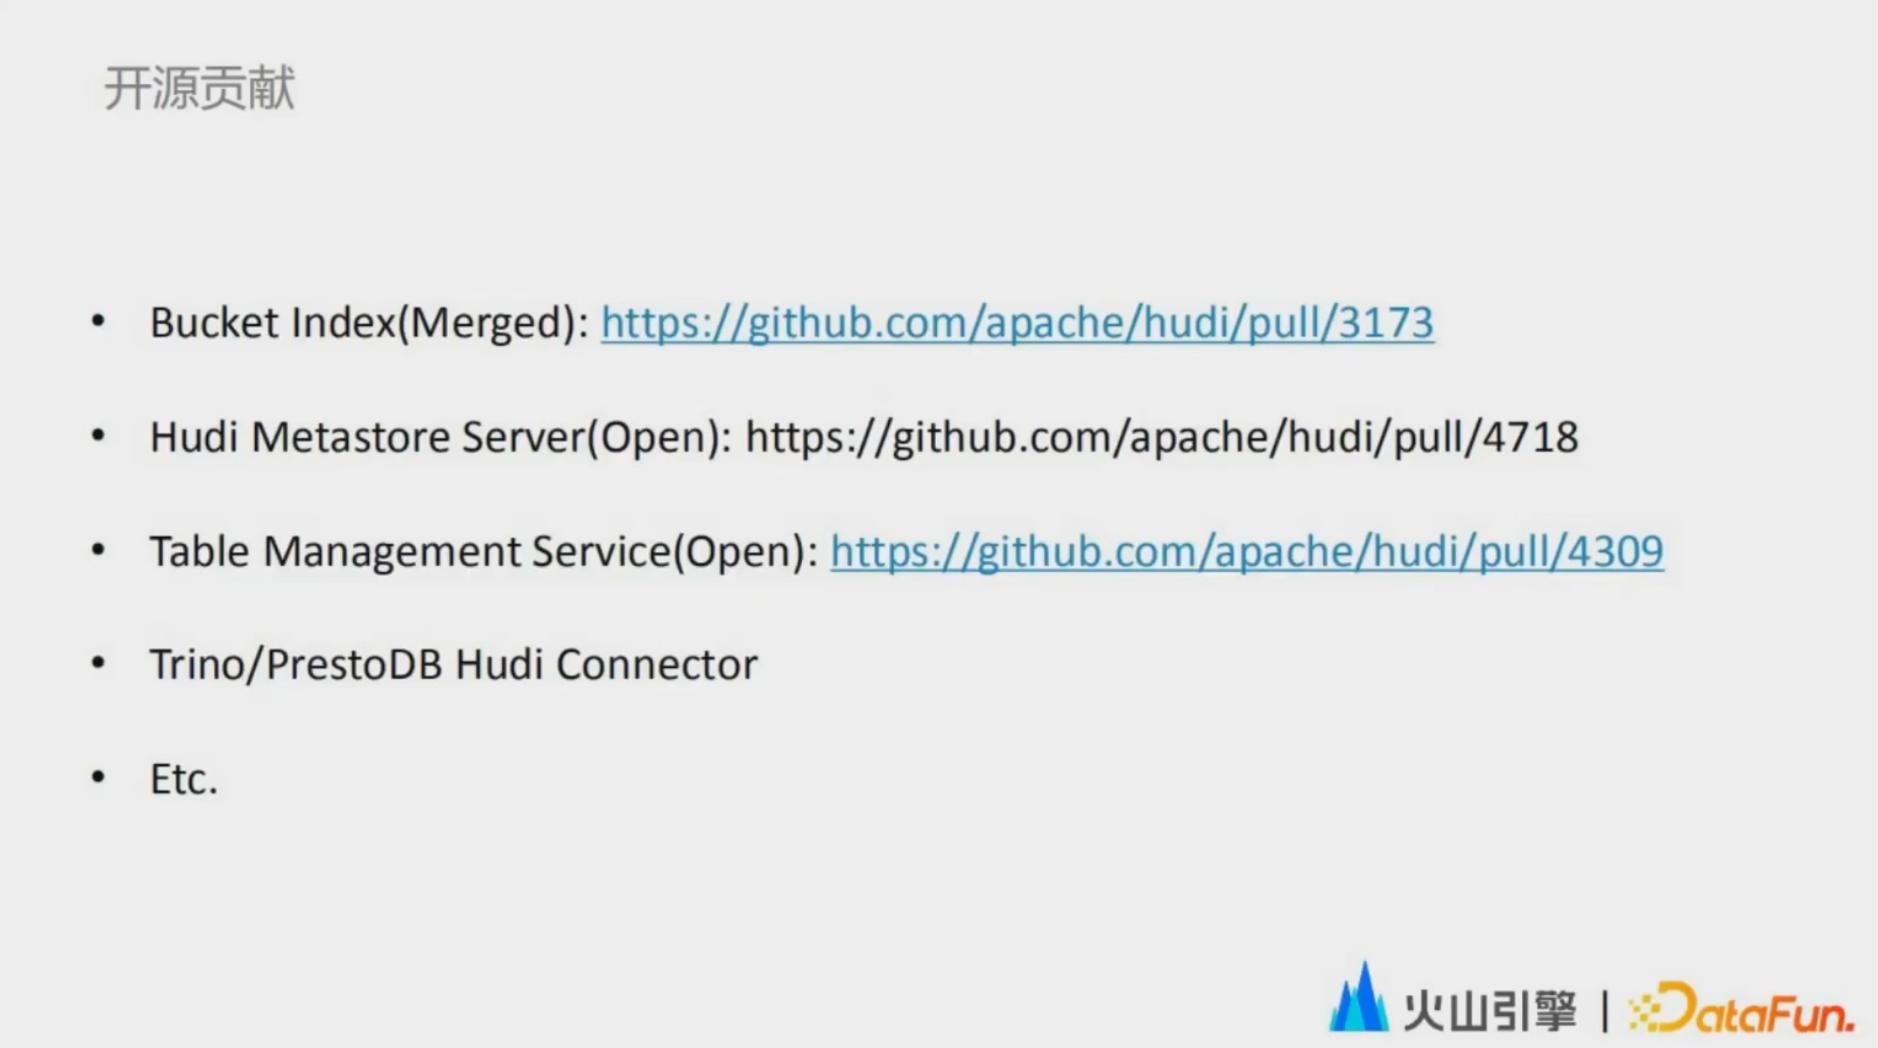 开源贡献
• Bucket Index(Merged): https://github.com/apache/hudi/pull/3173
• Hudi Metastore Server(Open): https://github.com/apache/hudi/pull/4718
• Table Management Service(Open): https://github.com/apache/hudi/pull/4309
• Trino/PrestoDB Hudi Connector
• Etc.
火山引擎 | DataFun.